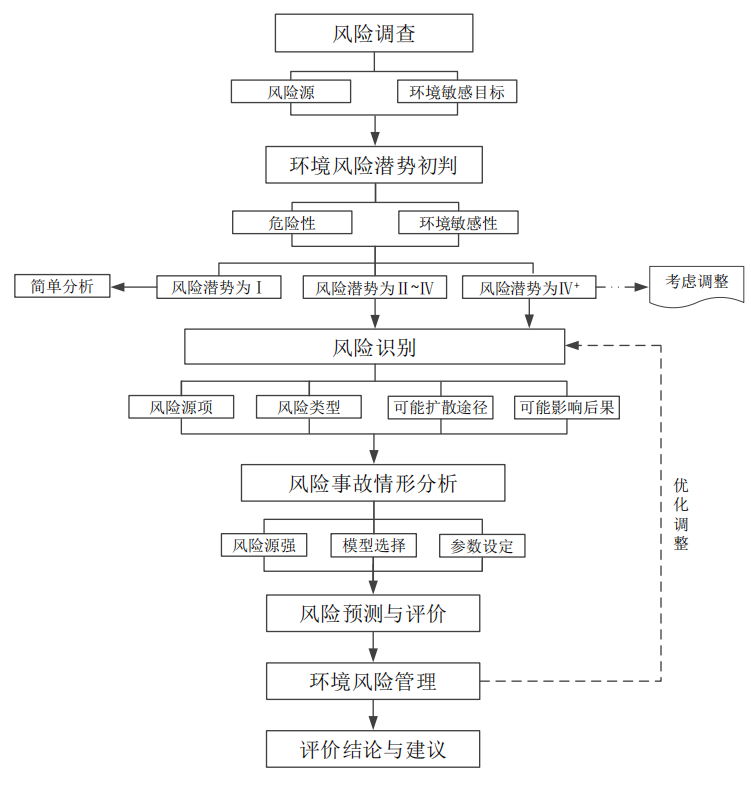 风险调查
风险源
环境敏感目标
环境风险潜势初判
危险性
环境敏感性
简单分析
风险潜势为Ⅰ
风险潜势为Ⅱ~Ⅳ
风险潜势为Ⅳ⁺
考虑调整
风险识别
风险源项
风险类型
可能扩散途径
可能影响后果
风险事故情形分析
优化调整
风险源强
模型选择
参数设定
风险预测与评价
环境风险管理
评价结论与建议